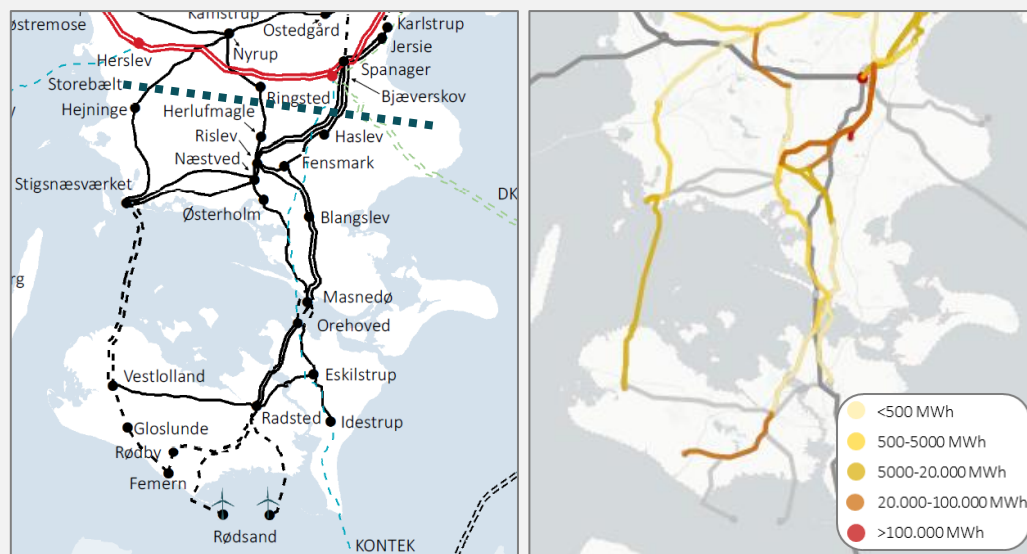 østremose
Kamstrup
Ostedgård
Karlstrup
Jersie
Nyrup
Herslev
Spanager
Storebælt
Ringsted
Bjæverskov
Hejninge
Herlufmagle
Haslev
Rislev
Næstved
Fensmark
Stigsnæsværket
DK
Østerholm
Blangslev
rg
Masnedø
Orehoved
Vestlolland
Eskilstrup
Radsted
Idestrup
Gloslunde
Rødby
Femern
Rødsand
KONTEK
<500 MWh
500-5000 MWh
5000-20.000 MWh
20.000-100.000 MWh
>100.000 MWh